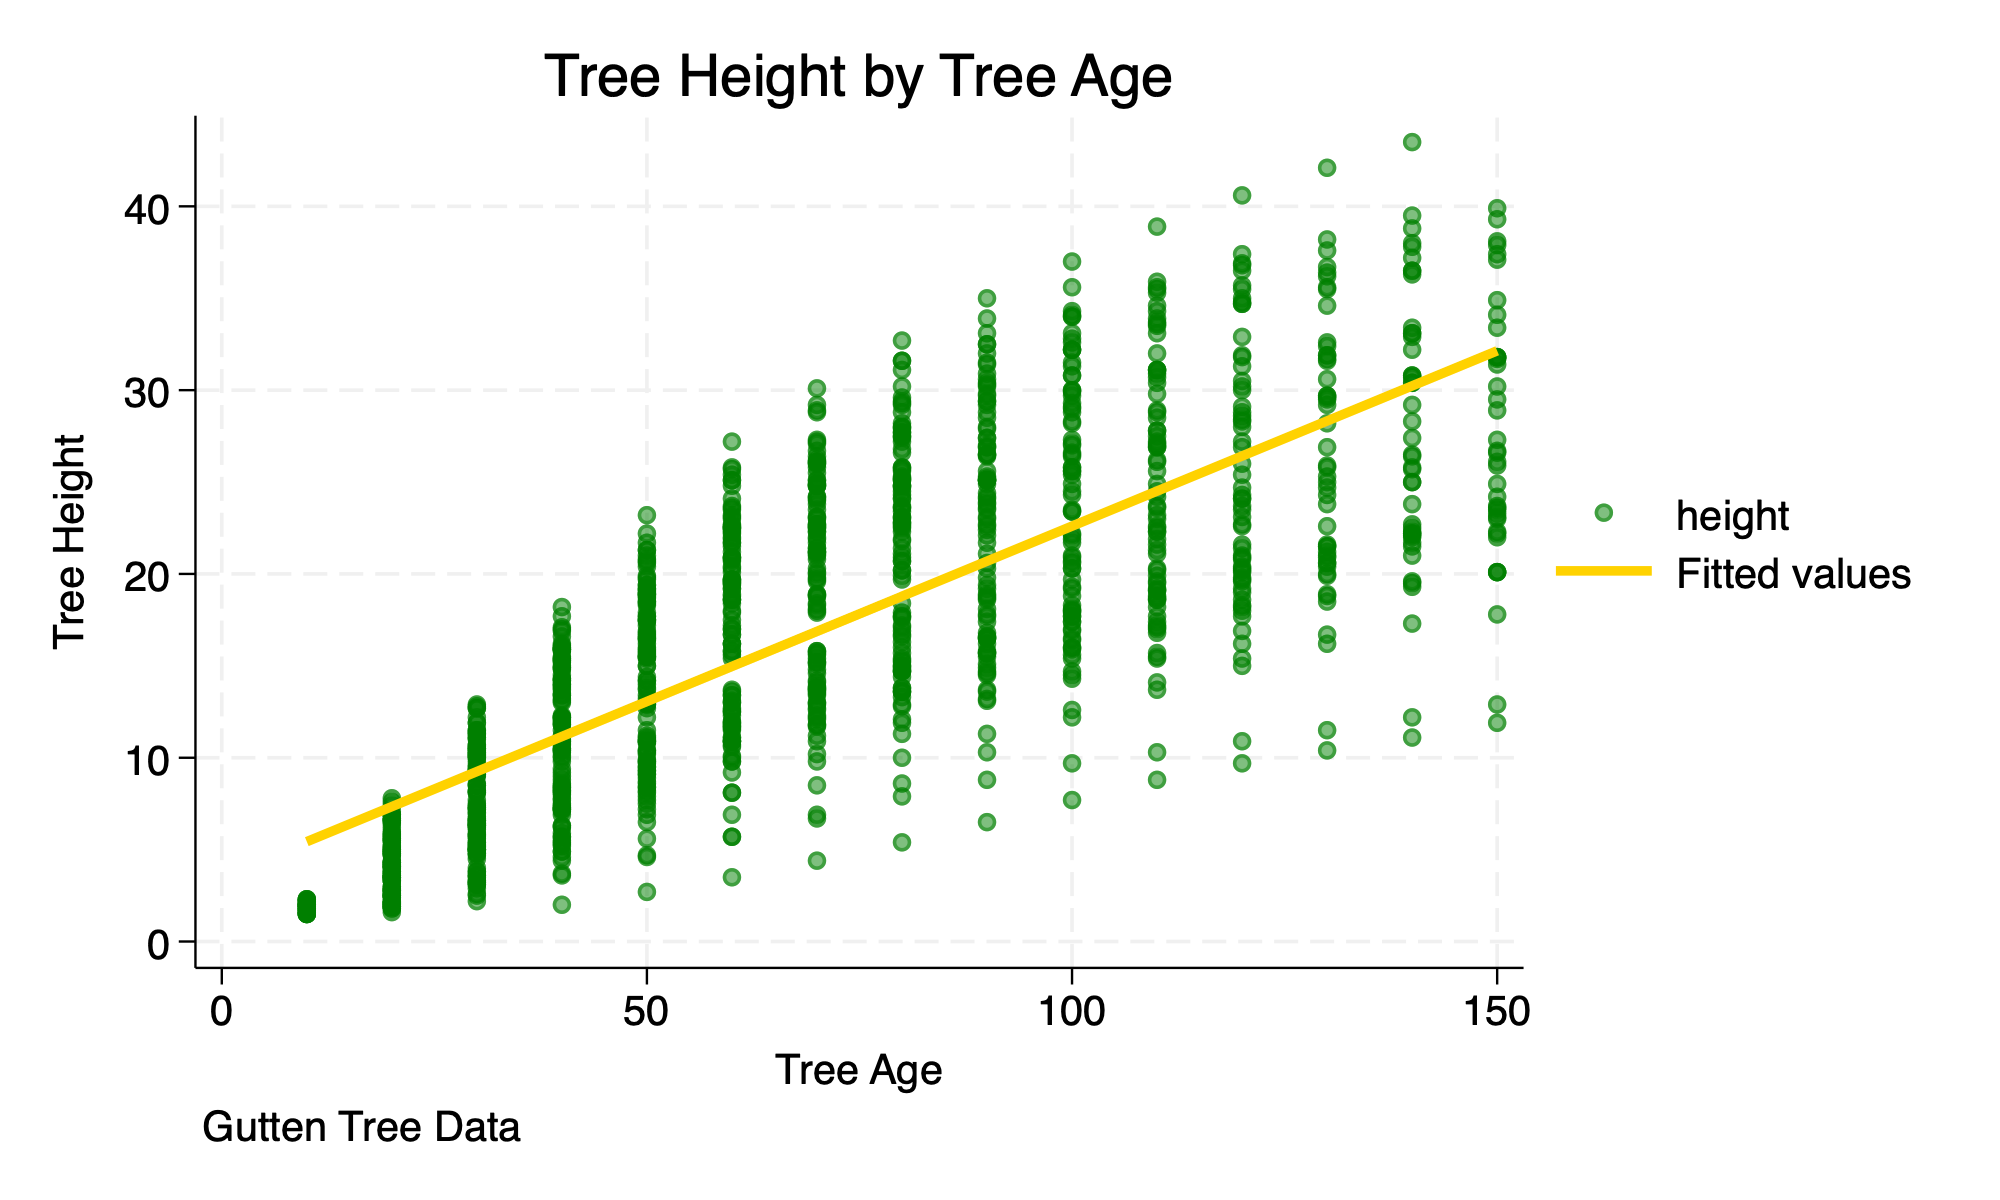 Tree Height by Tree Age
Tree Height
40
30
20
10
0
0 50 100 150
Tree Age
height
Fitted values
Gutten Tree Data